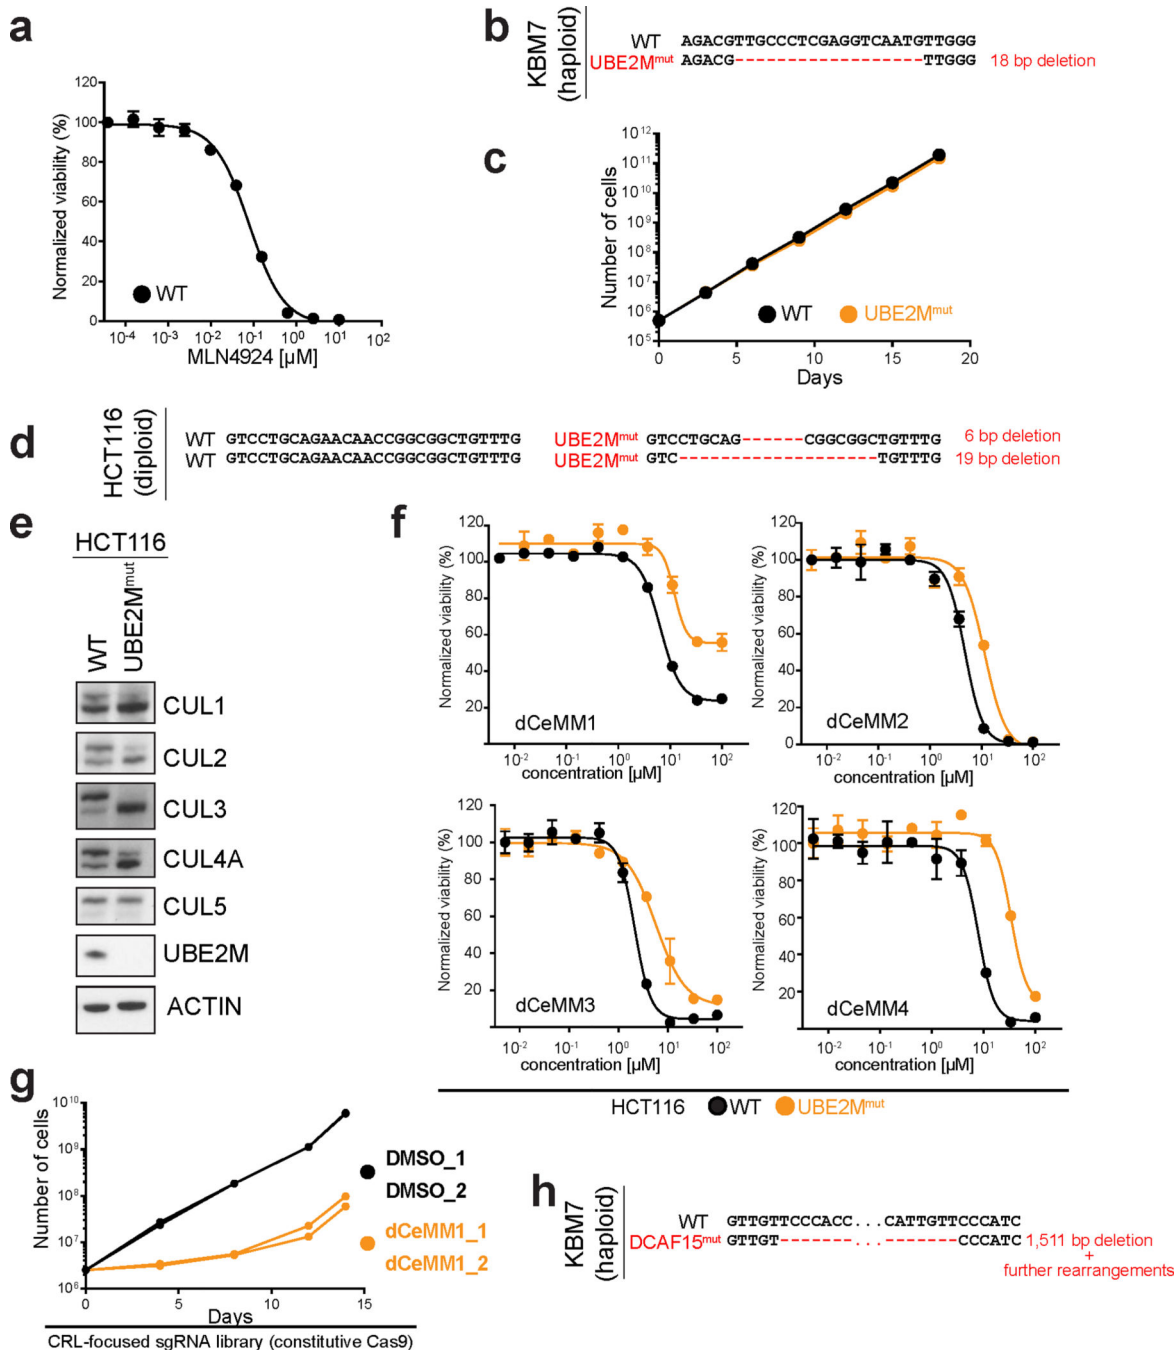 a
Normalized viability (%)
120
100
80
60
40
20
0
WT
10-4 10-3 10-2 10-1 100 101 102
MLN4924 [µM]
b
KBM7
(haploid)
WT AGACGTTGCCCTCGAGGTCAATGTTGGG
UBE2Mmut AGACG------------------TTGGG 18 bp deletion
c
Number of cells
1012
1011
1010
109
108
107
106
105
WT UBE2Mmut
0 5 10 15 20
Days
d
HCT116
(diploid)
WT GTCCTGCAGAACAACCGGCGGCTGTTTG UBE2Mmut GTCCTGCAG------CGGCGGCTGTTTG 6 bp deletion
WT GTCCTGCAGAACAACCGGCGGCTGTTTG UBE2Mmut GTC-------------------TGTTTG 19 bp deletion
e
HCT116
WT
UBE2Mmut
CUL1
CUL2
CUL3
CUL4A
CUL5
UBE2M
ACTIN
f
Normalized viability (%)
120
100
80
60
40
20
dCeMM1
10-2 10-1 100 101 102
concentration [µM]
Normalized viability (%)
120
100
80
60
40
20
0
dCeMM2
10-2 10-1 100 101 102
concentration [µM]
Normalized viability (%)
120
100
80
60
40
20
dCeMM3
10-2 10-1 100 101 102
concentration [µM]
Normalized viability (%)
120
100
80
60
40
20
dCeMM4
10-2 10-1 100 101 102
concentration [µM]
HCT116 WT UBE2Mmut
g
Number of cells
1010
109
108
107
106
0 5 10 15
Days
DMSO_1
DMSO_2
dCeMM1_1
dCeMM1_2
CRL-focused sgRNA library (constitutive Cas9)
h
KBM7
(haploid)
WT GTTGTTCCCACC...CATTGTTCCCATC
DCAF15mut GTTGT-------...-------CCCATC 1,511 bp deletion
+
further rearrangements